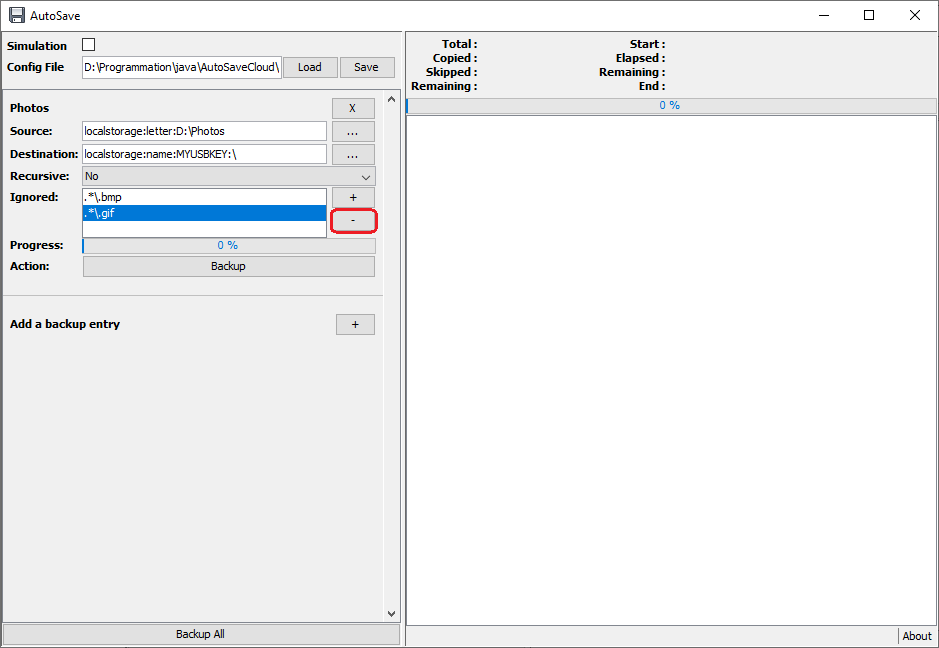 AutoSave
Simulation
Config File D:\Programmation\java\AutoSaveCloud\ Load Save
Photos X
Source: localstorage:letter:D:\Photos ...
Destination: localstorage:name:MYUSBKEY:\ ...
Recursive: No
Ignored: .*\.bmp +
.*\.gif -
Progress: 0 %
Action: Backup
Add a backup entry +
Backup All
Total : Start :
Copied : Elapsed :
Skipped : Remaining :
Remaining : End :
0 %
About